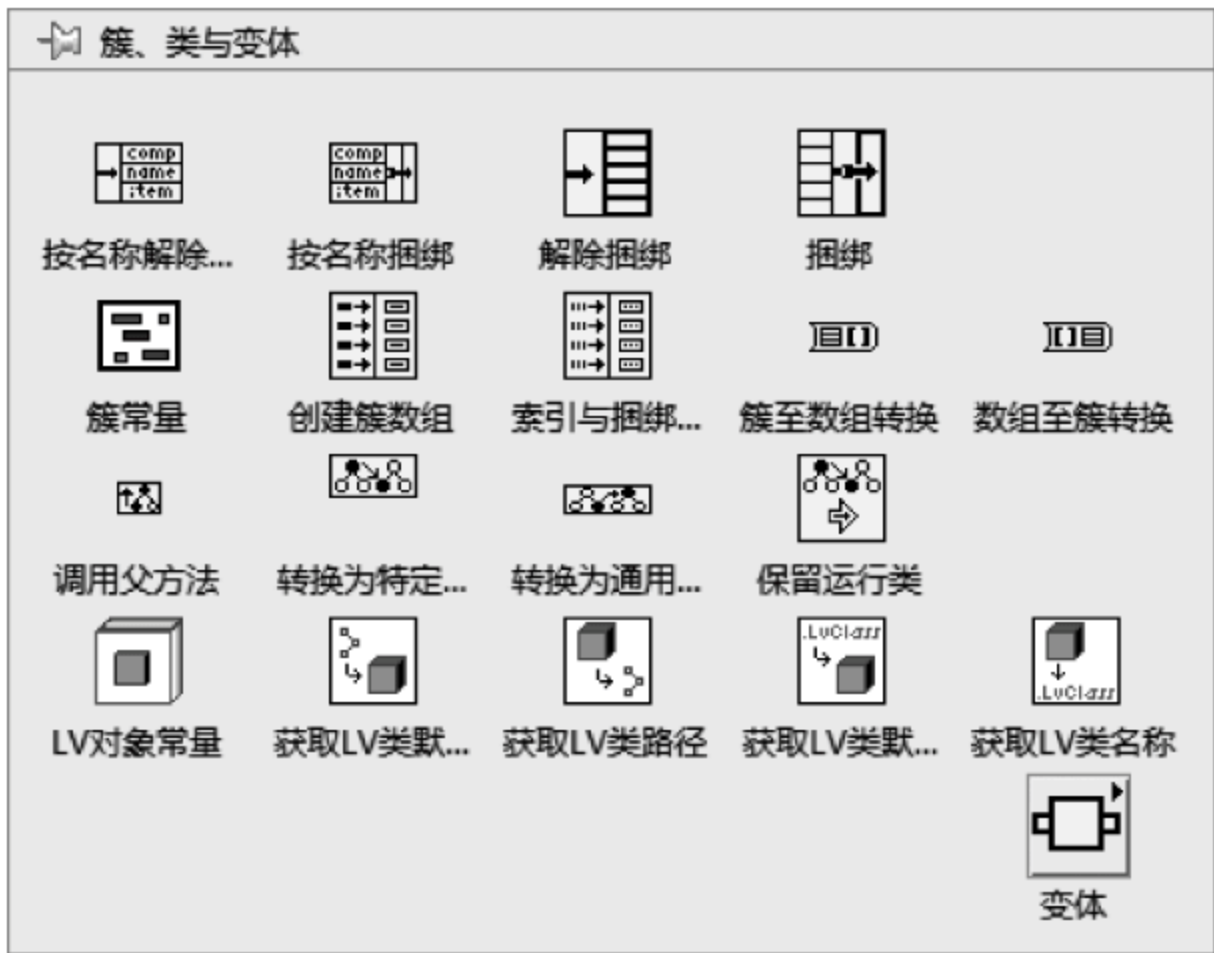 簇、类与变体
comp
name
item
comp
name
item
按名称解除... 按名称捆绑 解除捆绑 捆绑
簇常量 创建簇数组 索引与捆绑... 簇至数组转换 数组至簇转换
调用父方法 转换为特定... 转换为通用... 保留运行类
.LvClass
.LvClass
LV对象常量 获取LV类默... 获取LV类路径 获取LV类默... 获取LV类名称
变体